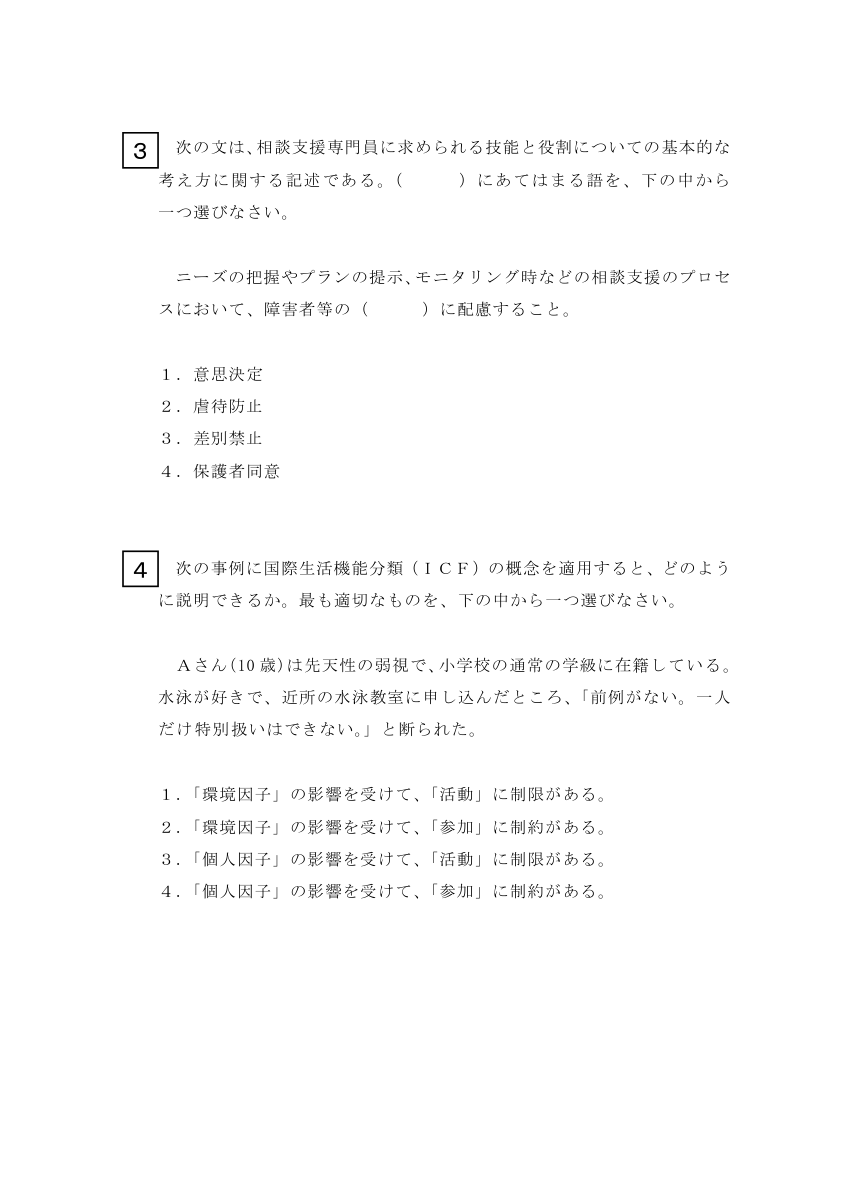 3 次の文は、相談支援専門員に求められる技能と役割についての基本的な
考え方に関する記述である。（　　　）にあてはまる語を、下の中から
一つ選びなさい。
ニーズの把握やプランの提示、モニタリング時などの相談支援のプロセ
スにおいて、障害者等の（　　　）に配慮すること。
１．意思決定
２．虐待防止
３．差別禁止
４．保護者同意
4 次の事例に国際生活機能分類（ＩＣＦ）の概念を適用すると、どのよう
に説明できるか。最も適切なものを、下の中から一つ選びなさい。
Ａさん（10 歳）は先天性の弱視で、小学校の通常の学級に在籍している。
水泳が好きで、近所の水泳教室に申し込んだところ、「前例がない。一人
だけ特別扱いはできない。」と断られた。
１．「環境因子」の影響を受けて、「活動」に制限がある。
２．「環境因子」の影響を受けて、「参加」に制約がある。
３．「個人因子」の影響を受けて、「活動」に制限がある。
４．「個人因子」の影響を受けて、「参加」に制約がある。